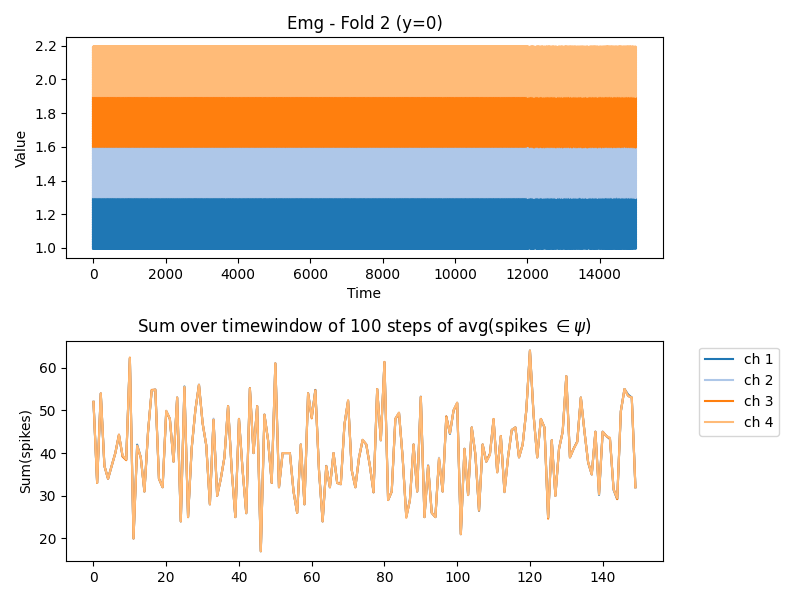 Emg - Fold 2 (y=0)
2.2
2.0
1.8
1.6
1.4
1.2
1.0
Value
0 2000 4000 6000 8000 10000 12000 14000
Time
Sum over timewindow of 100 steps of avg(spikes ∈ ψ)
60
50
40
30
20
Sum(spikes)
0 20 40 60 80 100 120 140
ch 1
ch 2
ch 3
ch 4